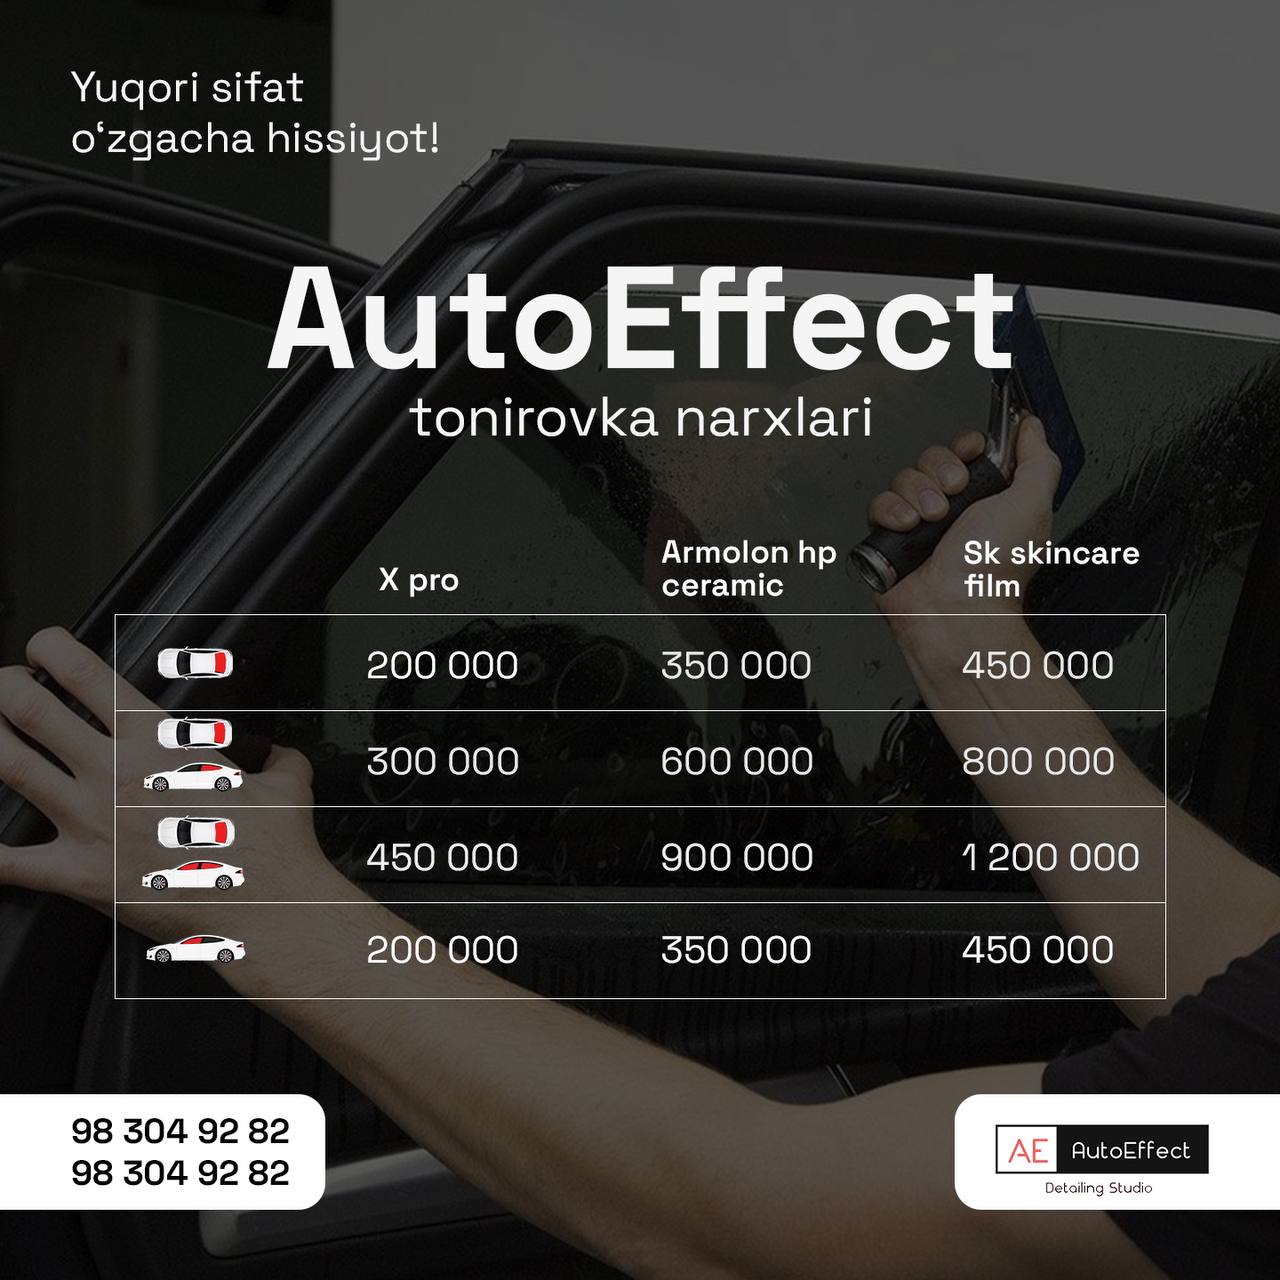 Yuqori sifat
oʻzgacha hissiyot!
AutoEffect
tonirovka narxlari
X pro
Armolon hp
ceramic
Sk skincare
film
200 000 350 000 450 000
300 000 600 000 800 000
450 000 900 000 1 200 000
200 000 350 000 450 000
98 304 92 82
98 304 92 82
AE AutoEffect
Detailing Studio